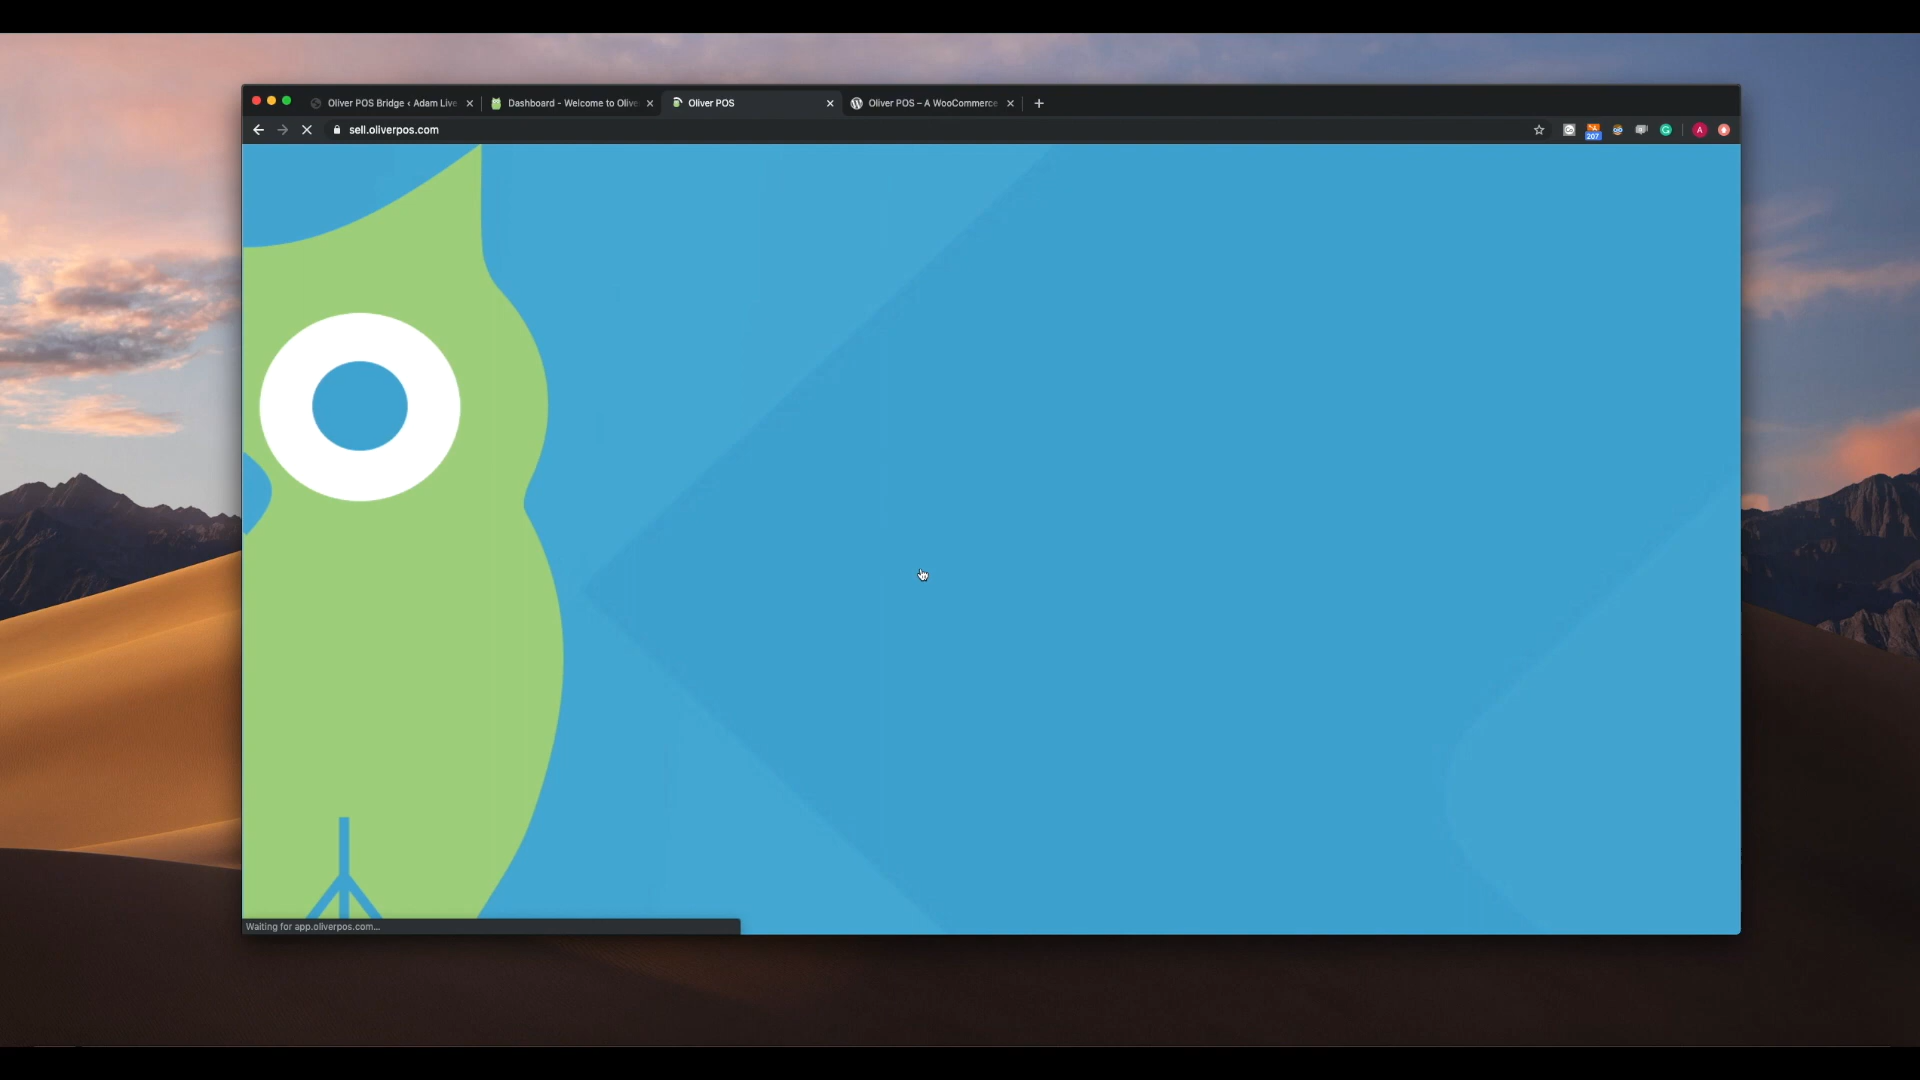 Oliver POS Bridge ‹ Adam Live
Dashboard - Welcome to Olive
Oliver POS
Oliver POS – A WooCommerce
sell.oliverpos.com
207
A
Waiting for app.oliverpos.com...